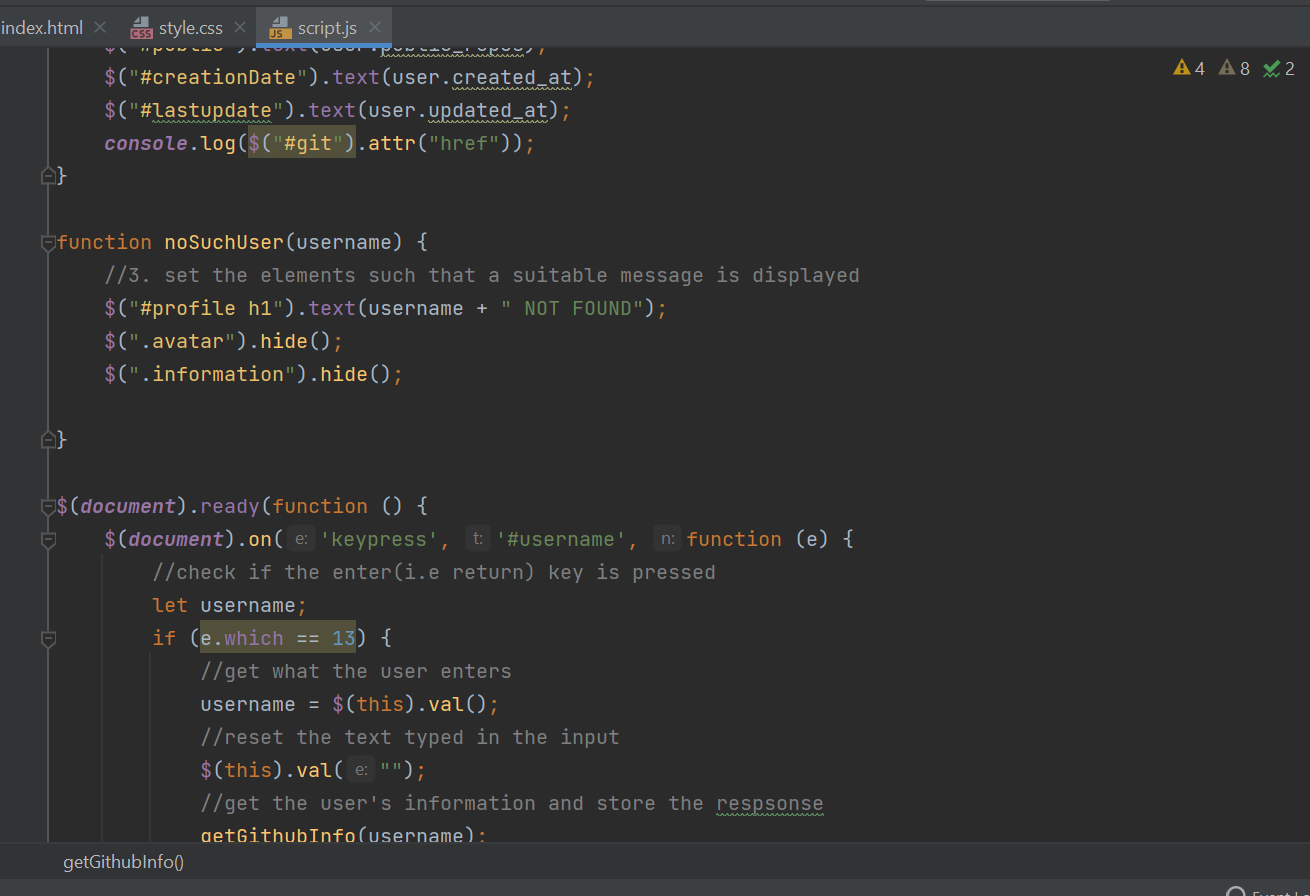 index.html
style.css
script.js
$("#public").text(user.public_repos);
$("#creationDate").text(user.created_at);
4 8 2
$("#lastupdate").text(user.updated_at);
console.log($("#git").attr("href"));
}
function noSuchUser(username) {
//3. set the elements such that a suitable message is displayed
$("#profile h1").text(username + " NOT FOUND");
$(".avatar").hide();
$(".information").hide();
}
$(document).ready(function () {
$(document).on( e: 'keypress', t: '#username', n: function (e) {
//check if the enter(i.e return) key is pressed
let username;
if (e.which == 13) {
//get what the user enters
username = $(this).val();
//reset the text typed in the input
$(this).val( e: "");
//get the user's information and store the respsonse
getGithubInfo(username);
getGithubInfo()